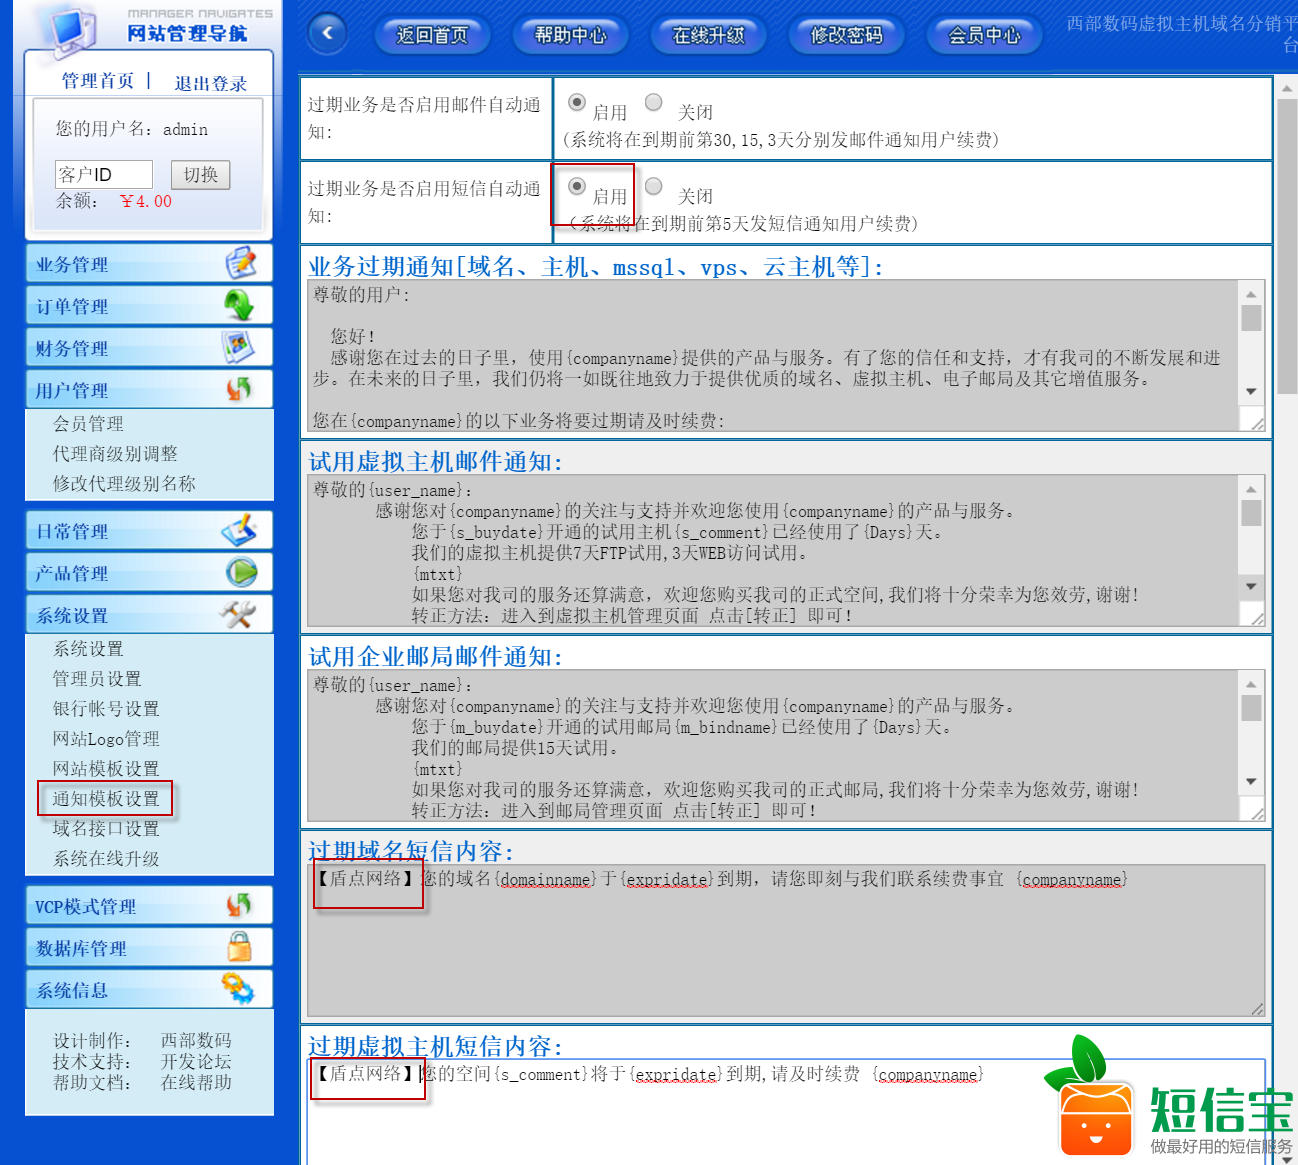 MANAGER NAVIGATES
网站管理导航
管理首页 | 退出登录
您的用户名: admin
客户ID 切换
余额: ￥4.00
业务管理
订单管理
财务管理
用户管理
会员管理
代理商级别调整
修改代理级别名称
日常管理
产品管理
系统设置
系统设置
管理员设置
银行帐号设置
网站Logo管理
网站模板设置
通知模板设置
域名接口设置
系统在线升级
VCP模式管理
数据库管理
系统信息
设计制作: 西部数码
技术支持: 开发论坛
帮助文档: 在线帮助
返回首页 帮助中心 在线升级 修改密码 会员中心
西部数码虚拟主机域名分销平
台
过期业务是否启用邮件自动通
知:
启用 关闭
(系统将在到期前第30,15,3天分别发邮件通知用户续费)
过期业务是否启用短信自动通
知:
启用 关闭
(系统将在到期前第5天发短信通知用户续费)
业务过期通知[域名、主机、mssql、vps、云主机等]:
尊敬的用户:
您好!
感谢您在过去的日子里，使用{companyname}提供的产品与服务。有了您的信任和支持，才有我司的不断发展和进
步。在未来的日子里，我们仍将一如既往地致力于提供优质的域名、虚拟主机、电子邮局及其它增值服务。
您在{companyname}的以下业务将要过期请及时续费:
试用虚拟主机邮件通知:
尊敬的{user_name}:
感谢您对{companyname}的关注与支持并欢迎您使用{companyname}的产品与服务。
您于{s_buydate}开通的试用主机{s_comment}已经使用了{Days}天。
我们的虚拟主机提供7天FTP试用,3天WEB访问试用。
{mtxt}
如果您对我司的服务还算满意，欢迎您购买我司的正式空间,我们将十分荣幸为您效劳,谢谢!
转正方法: 进入到虚拟主机管理页面 点击[转正] 即可!
试用企业邮局邮件通知:
尊敬的{user_name}:
感谢您对{companyname}的关注与支持并欢迎您使用{companyname}的产品与服务。
您于{m_buydate}开通的试用邮局{m_bindname}已经使用了{Days}天。
我们的邮局提供15天试用。
{mtxt}
如果您对我司的服务还算满意，欢迎您购买我司的正式邮局,我们将十分荣幸为您效劳,谢谢!
转正方法: 进入到邮局管理页面 点击[转正] 即可!
过期域名短信内容:
【盾点网络】您的域名{domainname}于{expridate}到期，请您即刻与我们联系续费事宜 {companyname}
过期虚拟主机短信内容:
【盾点网络】您的空间{s_comment}将于{expridate}到期,请及时续费 {companyname}
短信宝
做最好用的短信服务